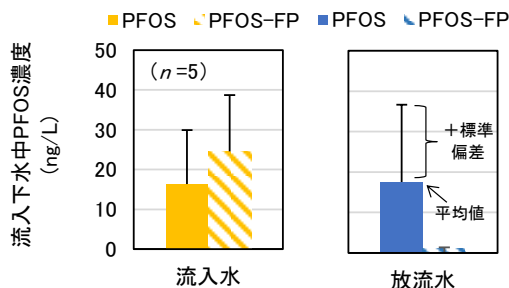 PFOS PFOS-FP PFOS PFOS-FP
流入下水中PFOS濃度
(ng/L)
50
40
30
20
10
0
(n=5)
+標準
偏差
平均値
流入水
放流水